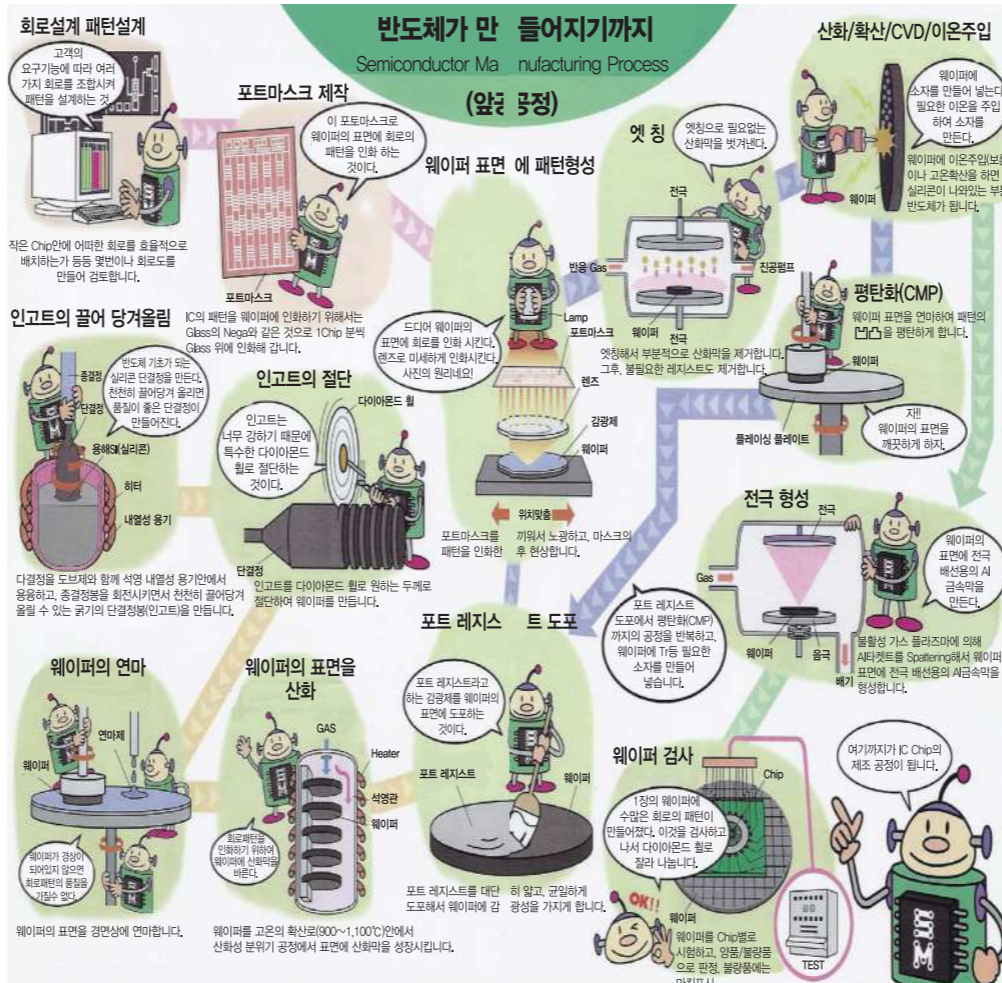 반도체가 만 들어지기까지
Semiconductor Ma nufacturing Process
(앞공 공정)
회로설계 패턴설계
고객의
요구기능에 따라 여러
가지 회로를 조합시켜
패턴을 설계하는 것
작은 Chip안에 어떠한 회로를 효율적으로
배치하는가 등등 몇번이나 회로도를
만들어 검토합니다.
포트마스크 제작
이 포토마스크로
웨이퍼의 표면에 회로의
패턴을 인화 하는
것이다.
포트마스크
IC의 패턴을 웨이퍼에 인화하기 위해서는
Glass의 Nega와 같은 것으로 1Chip 분씩
Glass 위에 인화해 갑니다.
웨이퍼 표면 에 패턴형성
Lamp
포트마스크
드디어 웨이퍼의
표면에 회로를 인화 시킨다.
렌즈로 미세하게 인화시킨다.
사진의 원리네요!
렌즈
감광제
웨이퍼
위치맞춤
포트마스크를 끼워서 노광하고, 마스크의
패턴을 인화한 후 현상합니다.
엣 칭
엣칭으로 필요없는
산화막을 벗겨낸다.
전극
반응 Gas
진공펌프
웨이퍼
전극
엣칭해서 부분적으로 산화막을 제거합니다.
그후, 불필요한 레지스트도 제거합니다.
산화/확산/CVD/이온주입
웨이퍼에
소자를 만들어 넣는다
필요한 이온을 주입
하여 소자를
만든다.
웨이퍼
웨이퍼에 이온주입(보론
이나 고온확산을 하면
실리콘이 나와있는 부분
반도체가 됩니다.
평탄화(CMP)
웨이퍼 표면을 연마하여 패턴의
凹凸을 평탄하게 합니다.
웨이퍼
플레이싱 플레이트
자!!
웨이퍼의 표면을
깨끗하게 하자.
인고트의 끌어 당겨올림
종결정
단결정
반도체 기초가 되는
실리콘 단결정을 만든다.
천천히 끌어당겨 올리면
품질이 좋은 단결정이
만들어진다.
용해Si(실리콘)
히터
내열성 용기
다결정을 도브제와 함께 석영 내열성 용기안에서
용융하고, 종결정봉을 회전시키면서 천천히 끌어당겨
올릴 수 있는 굵기의 단결정봉(인고트)을 만듭니다.
인고트의 절단
다이아몬드 휠
인고트는
너무 강하기 때문에
특수한 다이아몬드
휠로 절단하는
것이다.
단결정
인고트를 다이아몬드 휠로 원하는 두께로
절단하여 웨이퍼를 만듭니다.
전극 형성
전극
Gas
웨이퍼
음극
배기
웨이퍼의
표면에 전극
배선용의 Al
금속막을
만든다.
불활성 가스 플라즈마에 의해
Al타켓트를 Spattering해서 웨이퍼
표면에 전극 배선용의 Al금속막을
형성합니다.
포트 레지스트
도포에서 평탄화(CMP)
까지의 공정을 반복하고,
웨이퍼에 Tr등 필요한
소자를 만들어
넣습니다.
웨이퍼의 연마
연마제
웨이퍼
웨이퍼가 경상이
되어있지 않으면
회로패턴의 품질을
가질수 없다.
웨이퍼의 표면을 경면상에 연마합니다.
웨이퍼의 표면을
산화
GAS
Heater
석영관
웨이퍼
회로패턴을
인화하기 위하여
웨이퍼에 산화막을
바른다.
웨이퍼를 고온의 확산로(900~1,100℃)안에서
산화성 분위기 공정에서 표면에 산화막을 성정시킵니다.
포트 레지스 트 도포
포트 레지스트라고
하는 감광제를 웨이퍼의
표면에 도포하는
것이다.
포트 레지스트
웨이퍼
포트 레지스트를 대단 히 얇고, 균일하게
도포해서 웨이퍼에 감 광성을 가지게 합니다.
웨이퍼 검사
Chip
1장의 웨이퍼에
수많은 회로의 패턴이
만들어졌다. 이것을 검사하고
나서 다이아몬드 휠로
잘라 나눕니다.
OK!!
웨이퍼
웨이퍼를 Chip별로
시험하고, 양품/불량품
으로 판정, 불량품에는
마킹표시
TEST
여기까지가 IC Chip의
제조 공정이 됩니다.